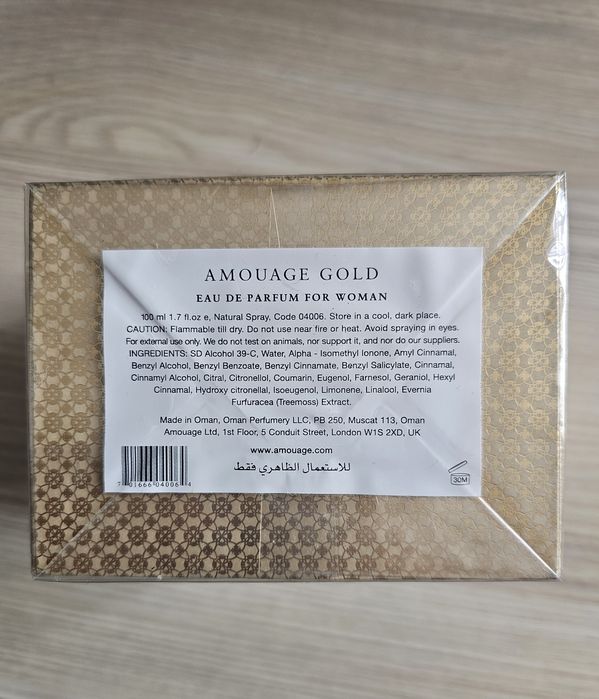 AMOUAGE GOLD
EAU DE PARFUM FOR WOMAN
100 ml 1.7 fl.oz e, Natural Spray, Code 04006. Store in a cool, dark place.
CAUTION: Flammable till dry. Do not use near fire or heat. Avoid spraying in eyes.
For external use only. We do not test on animals, nor support it, and nor do our suppliers.
INGREDIENTS: SD Alcohol 39-C, Water, Alpha - Isomethyl Ionone, Amyl Cinnamal,
Benzyl Alcohol, Benzyl Benzoate, Benzyl Cinnamate, Benzyl Salicylate, Cinnamal,
Cinnamyl Alcohol, Citral, Citronellol, Coumarin, Eugenol, Farnesol, Geraniol, Hexyl
Cinnamal, Hydroxy citronellal, Isoeugenol, Limonene, Linalool, Evernia
Furfuracea (Treemoss) Extract.
Made in Oman, Oman Perfumery LLC, PB 250, Muscat 113, Oman
Amouage Ltd, 1st Floor, 5 Conduit Street, London W1S 2XD, UK
www.amouage.com
للاستعمال الظاهري فقط
7 01666 04006 4
30M